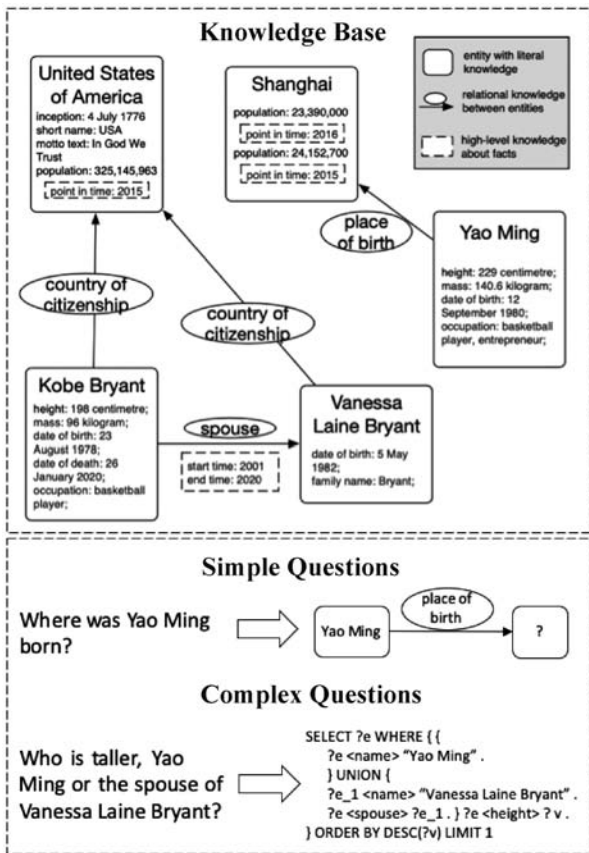 Knowledge Base
United States
of America
inception: 4 July 1776
short name: USA
motto text: In God We
Trust
population: 325,145,963
point in time: 2015
Shanghai
population: 23,390,000
point in time: 2016
population: 24,152,700
point in time: 2015
entity with literal
knowledge
relational knowledge
between entities
high-level knowledge
about facts
place
of birth
Yao Ming
height: 229 centimetre;
mass: 140.6 kilogram;
date of birth: 12
September 1980;
occupation: basketball
player, entrepreneur;
country of
citizenship
country of
citizenship
Kobe Bryant
height: 198 centimetre;
mass: 96 kilogram;
date of birth: 23
August 1978;
date of death: 26
January 2020;
occupation: basketball
player;
spouse
start time: 2001
end time: 2020
Vanessa
Laine Bryant
date of birth: 5 May
1982;
family name: Bryant;
Simple Questions
Where was Yao Ming
born?
Yao Ming
place of
birth
?
Complex Questions
Who is taller, Yao
Ming or the spouse of
Vanessa Laine Bryant?
SELECT ?e WHERE { {
?e <name> “Yao Ming” .
} UNION {
?e_1 <name> “Vanessa Laine Bryant” .
?e <spouse> ?e_1 . } ?e <height> ? v .
} ORDER BY DESC(?v) LIMIT 1